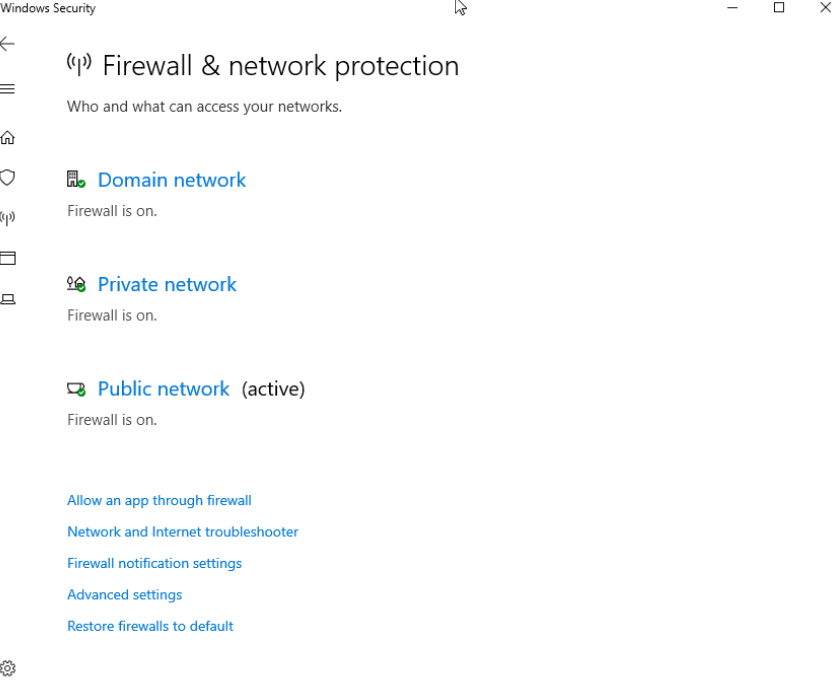 Windows Security
Firewall & network protection
Who and what can access your networks.
Domain network
Firewall is on.
Private network
Firewall is on.
Public network (active)
Firewall is on.
Allow an app through firewall
Network and Internet troubleshooter
Firewall notification settings
Advanced settings
Restore firewalls to default